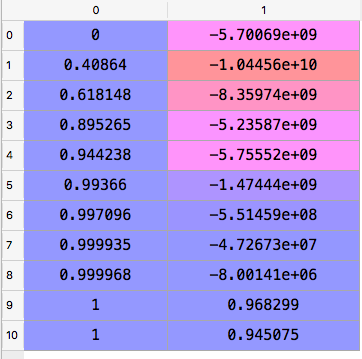 0 1
0 0 -5.70069e+09
1 0.40864 -1.04456e+10
2 0.618148 -8.35974e+09
3 0.895265 -5.23587e+09
4 0.944238 -5.75552e+09
5 0.99366 -1.47444e+09
6 0.997096 -5.51459e+08
7 0.999935 -4.72673e+07
8 0.999968 -8.00141e+06
9 1 0.968299
10 1 0.945075